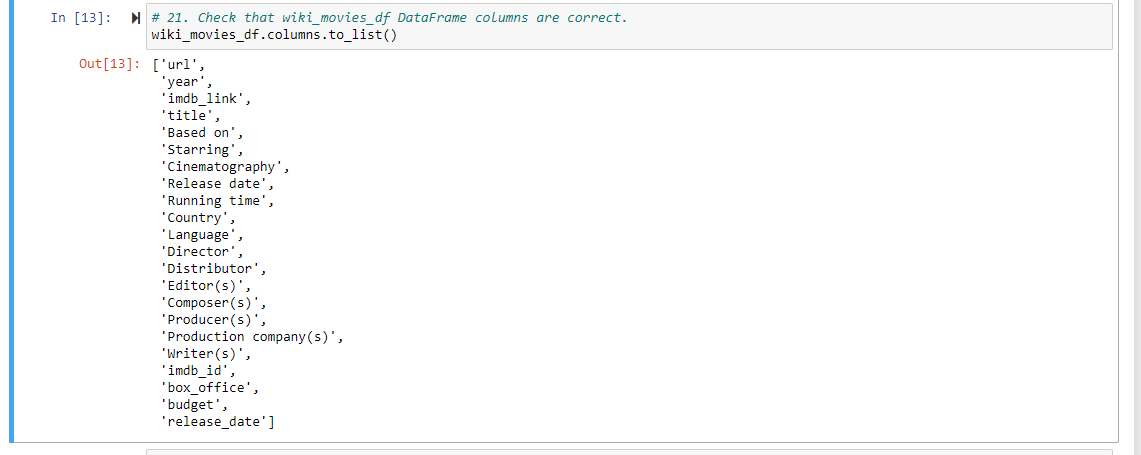 In [13]: # 21. Check that wiki_movies_df DataFrame columns are correct.
wiki_movies_df.columns.to_list()
Out[13]: ['url',
'year',
'imdb_link',
'title',
'Based on',
'Starring',
'Cinematography',
'Release date',
'Running time',
'Country',
'Language',
'Director',
'Distributor',
'Editor(s)',
'Composer(s)',
'Producer(s)',
'Production company(s)',
'Writer(s)',
'imdb_id',
'box_office',
'budget',
'release_date']